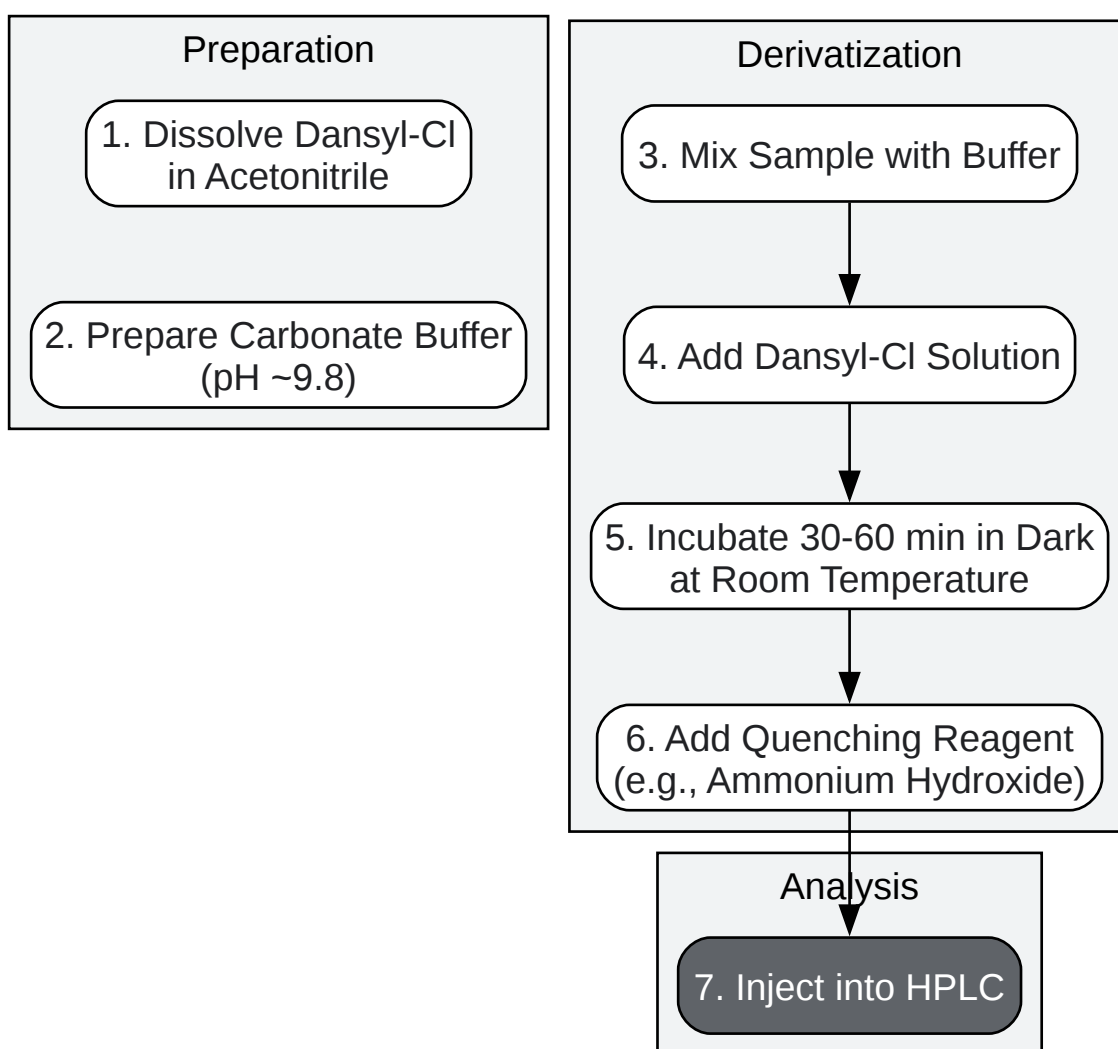 Preparation
1. Dissolve Dansyl-Cl
in Acetonitrile
2. Prepare Carbonate Buffer
(pH ~9.8)
Derivatization
3. Mix Sample with Buffer
4. Add Dansyl-Cl Solution
5. Incubate 30-60 min in Dark
at Room Temperature
6. Add Quenching Reagent
(e.g., Ammonium Hydroxide)
Analysis
7. Inject into HPLC